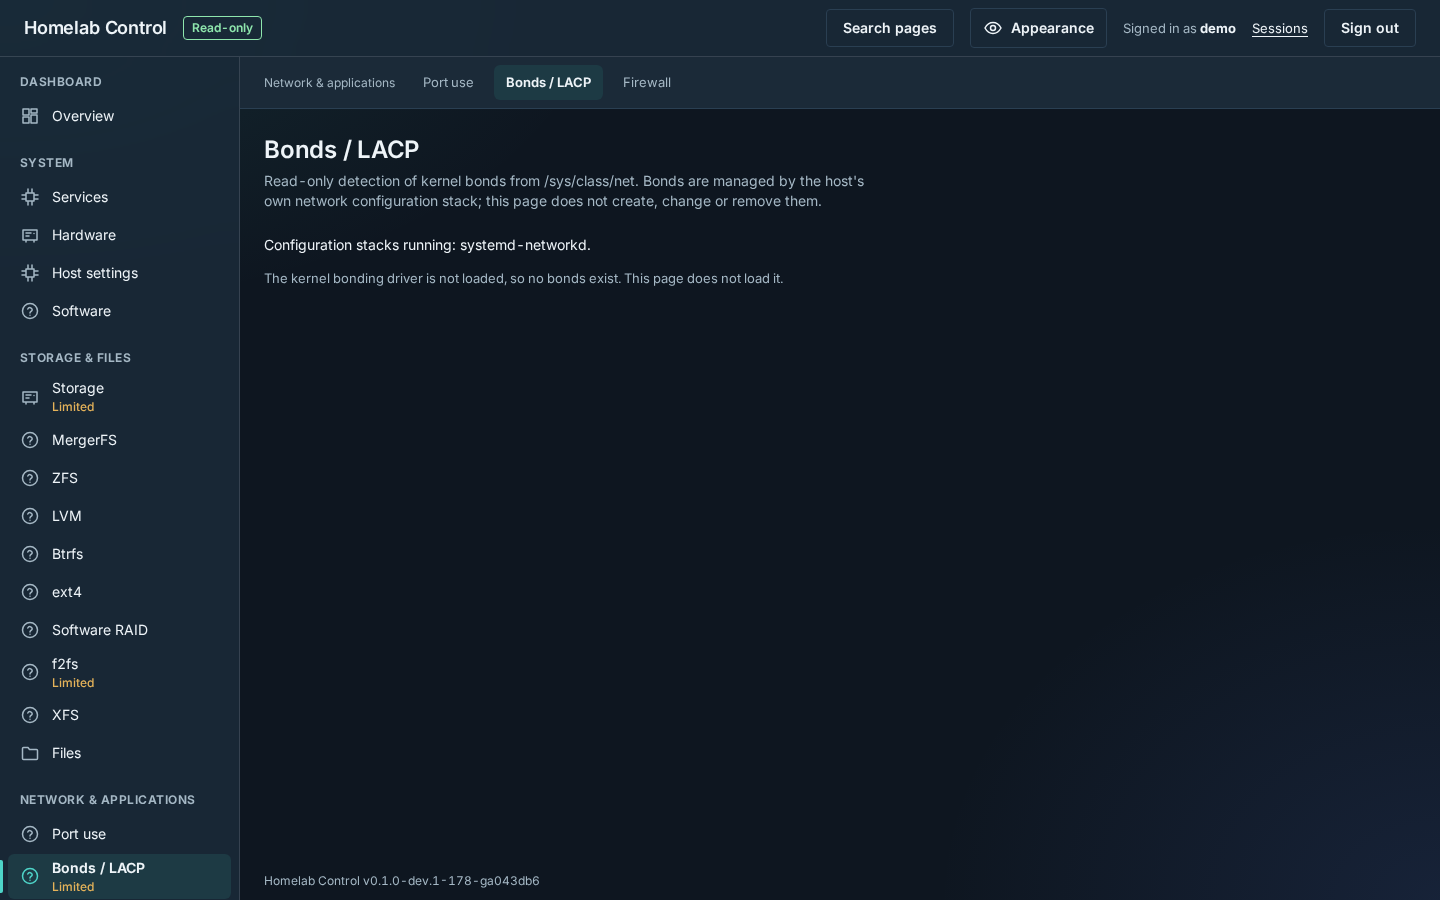 Homelab Control
Read-only
Search pages
Appearance
Signed in as demo
Sessions
Sign out
DASHBOARD
Overview
SYSTEM
Services
Hardware
Host settings
Software
STORAGE & FILES
Storage
Limited
MergerFS
ZFS
LVM
Btrfs
ext4
Software RAID
f2fs
Limited
XFS
Files
NETWORK & APPLICATIONS
Port use
Bonds / LACP
Limited
Network & applications
Port use
Bonds / LACP
Firewall
Bonds / LACP
Read-only detection of kernel bonds from /sys/class/net. Bonds are managed by the host's
own network configuration stack; this page does not create, change or remove them.
Configuration stacks running: systemd-networkd.
The kernel bonding driver is not loaded, so no bonds exist. This page does not load it.
Homelab Control v0.1.0-dev.1-178-ga043db6